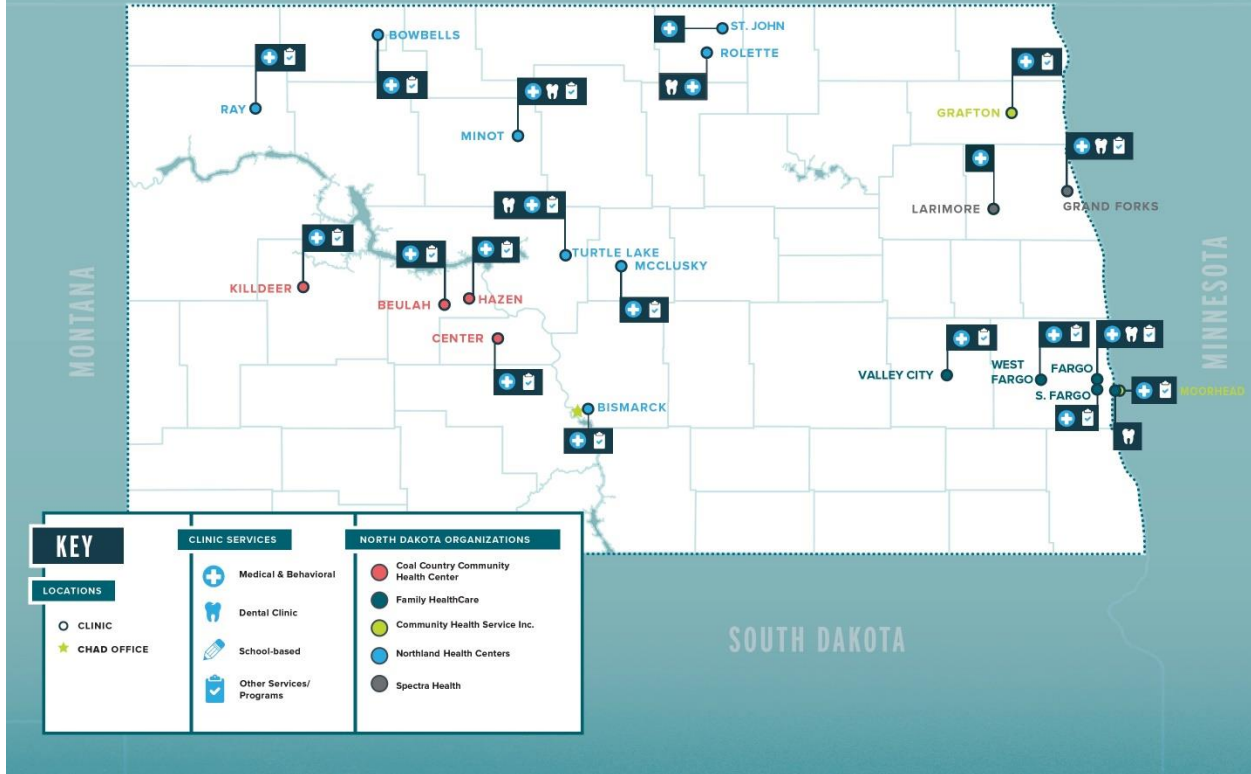 BOWBELLS
ST. JOHN
ROLETTE
RAY
GRAFTON
MINOT
LARIMORE
GRAND FORKS
TURTLE LAKE
MCCLUSKY
KILLDEER
BEULAH
HAZEN
CENTER
VALLEY CITY
WEST
FARGO
FARGO
S. FARGO
MOORHEAD
BISMARCK
MONTANA
MINNESOTA
SOUTH DAKOTA
KEY
LOCATIONS
CLINIC
CHAD OFFICE
CLINIC SERVICES
Medical & Behavioral
Dental Clinic
School-based
Other Services/
Programs
NORTH DAKOTA ORGANIZATIONS
Coal Country Community
Health Center
Family HealthCare
Community Health Service Inc.
Northland Health Centers
Spectra Health